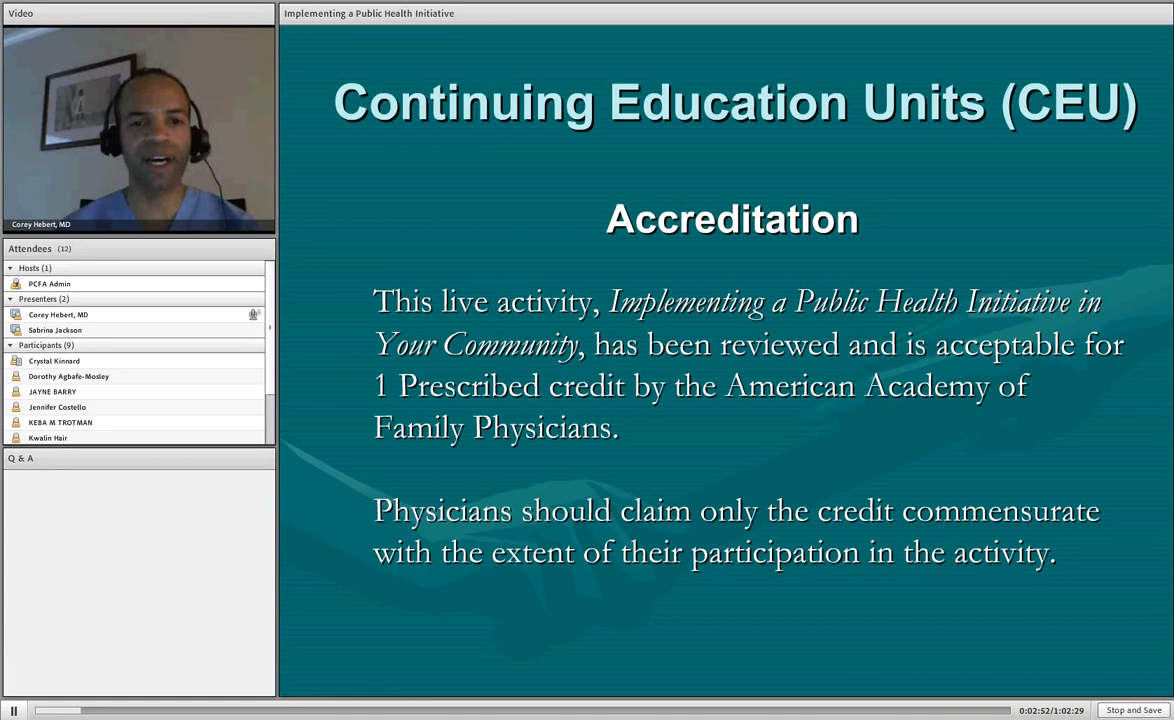 Video
Implementing a Public Health Initiative
Corey Hebert, MD
Attendees (12)
Hosts (1)
PCFA Admin
Presenters (2)
Corey Hebert, MD
Sabrina Jackson
Participants (9)
Crystal Kinnard
Dorothy Agbafe-Mosley
JAYNE BARRY
Jennifer Costello
KEBA M TROTMAN
Kwalin Hair
Q & A
Continuing Education Units (CEU)
Accreditation
This live activity, Implementing a Public Health Initiative in
Your Community, has been reviewed and is acceptable for
1 Prescribed credit by the American Academy of
Family Physicians.
Physicians should claim only the credit commensurate
with the extent of their participation in the activity.
0:02:52/1:02:29
Stop and Save